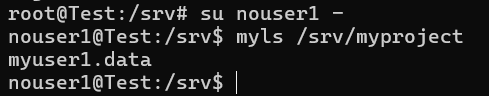 root@Test:/srv# su nouser1 -
nouser1@Test:/srv$ myls /srv/myproject
myuser1.data
nouser1@Test:/srv$